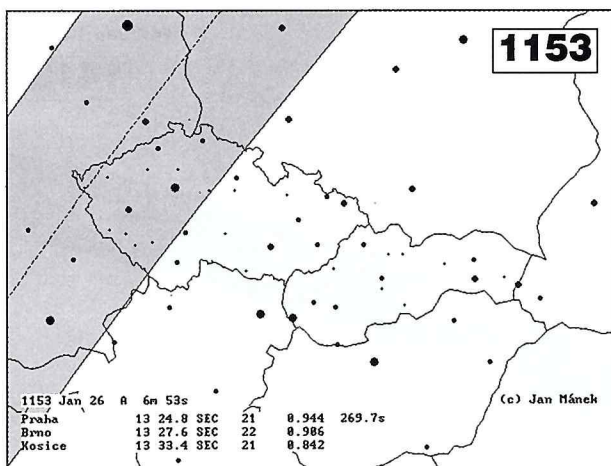 1153
1153 Jan 26 A 6m 53s
(c) Jan Mánek
Praha 13 24.8 SEC 21 0.944 269.7s
Brno 13 27.6 SEC 22 0.986
Kosice 13 33.4 SEC 21 0.842